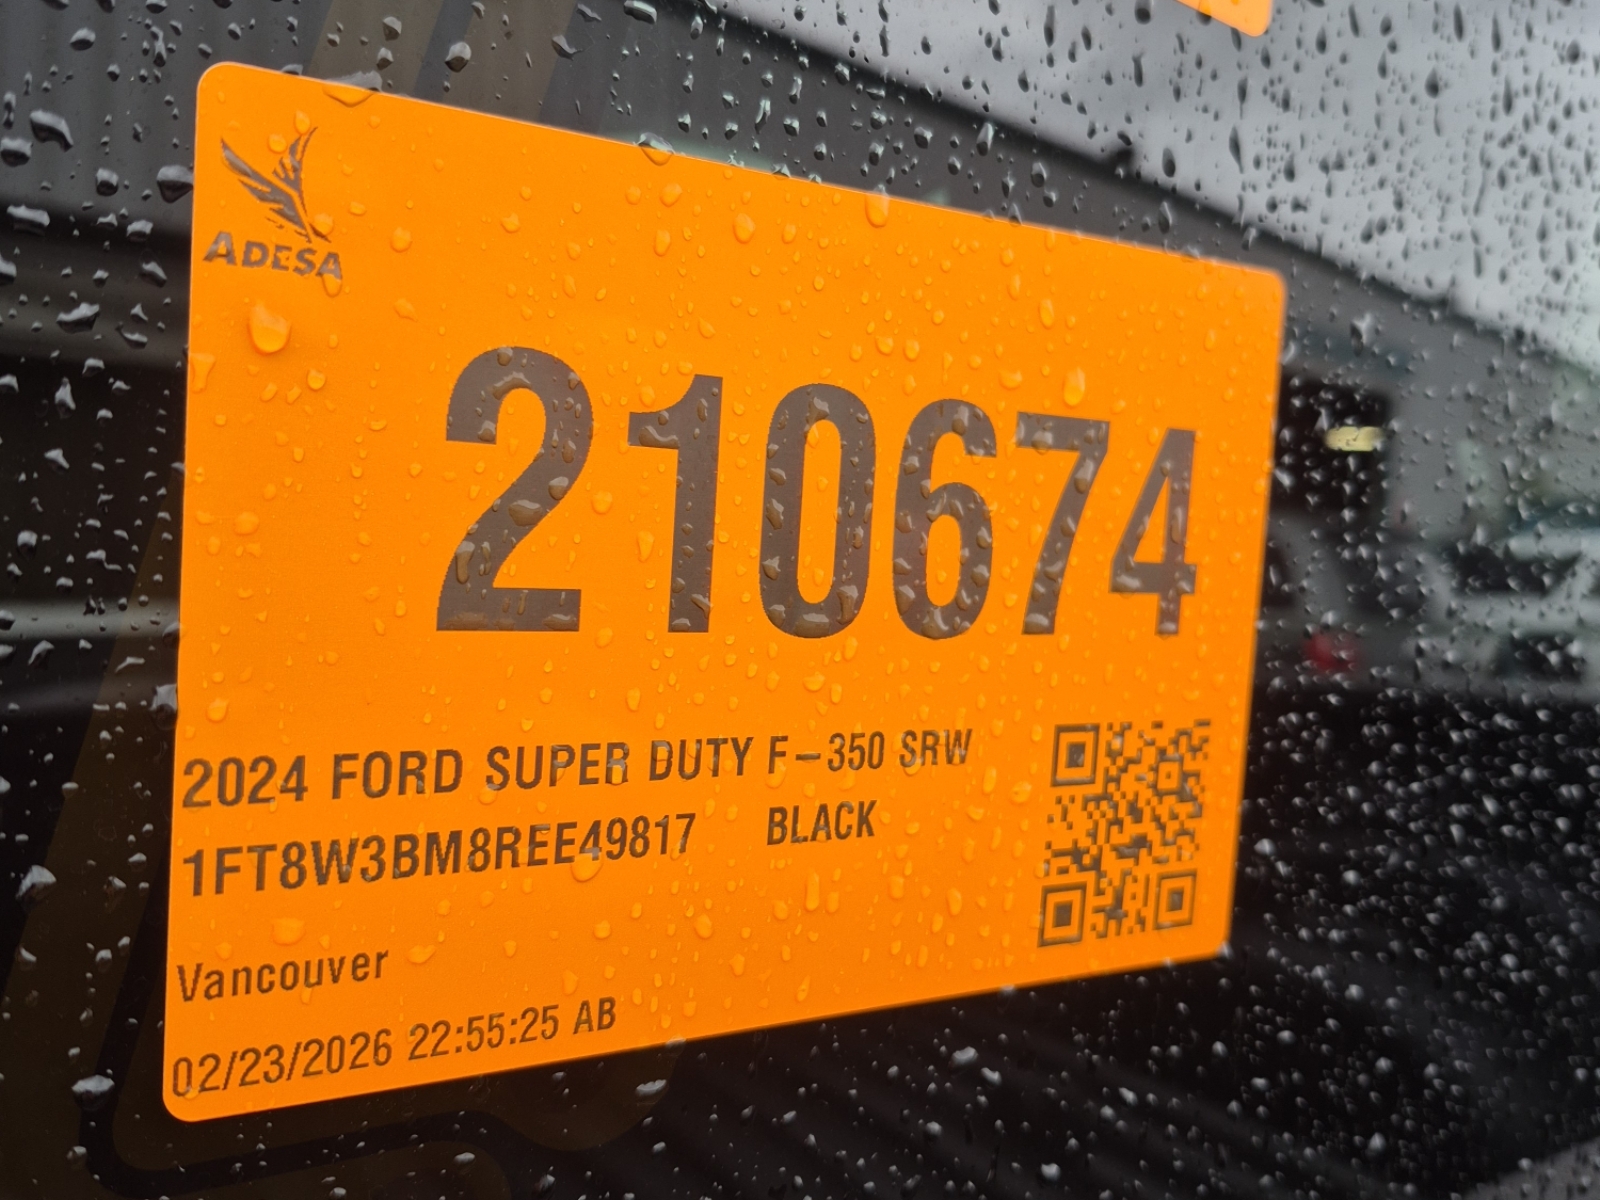 ADESA
210674
2024 FORD SUPER DUTY F-350 SRW
1FT8W3BM8REE49817 BLACK
Vancouver
02/23/2026 22:55:25 AB